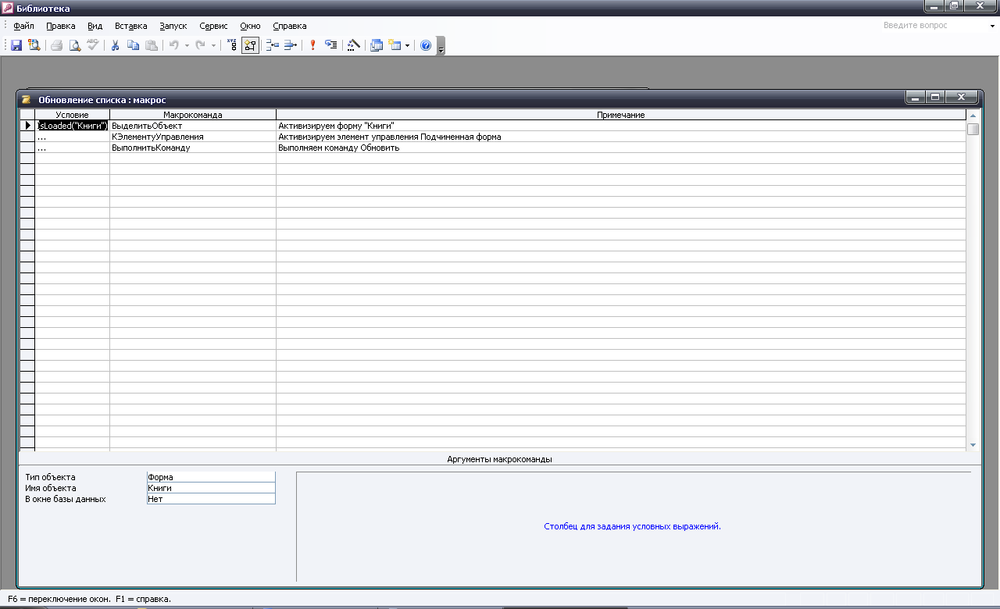 Библиотека
Файл Правка Вид Вставка Запуск Сервис Окно Справка Введите вопрос
Обновление списка : макрос
Условие Макрокоманда Примечание
IsLoaded("Книги") ВыделитьОбъект Активизируем форму "Книги"
... КЭлементуУправления Активизируем элемент управления Подчиненная форма
... ВыполнитьКоманду Выполняем команду Обновить
Аргументы макрокоманды
Тип объекта Форма
Имя объекта Книги
В окне базы данных Нет
Столбец для задания условных выражений.
F6 = переключение окон. F1 = справка.